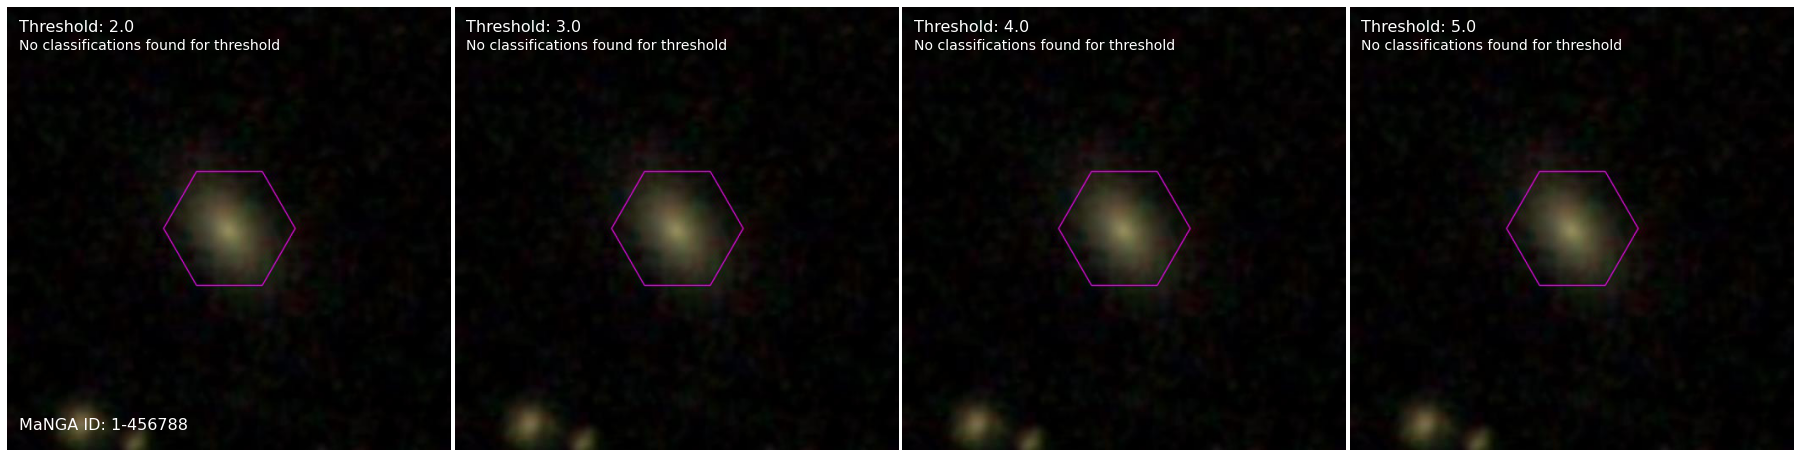 Threshold: 2.0
No classifications found for threshold
MaNGA ID: 1-456788
Threshold: 3.0
No classifications found for threshold
Threshold: 4.0
No classifications found for threshold
Threshold: 5.0
No classifications found for threshold